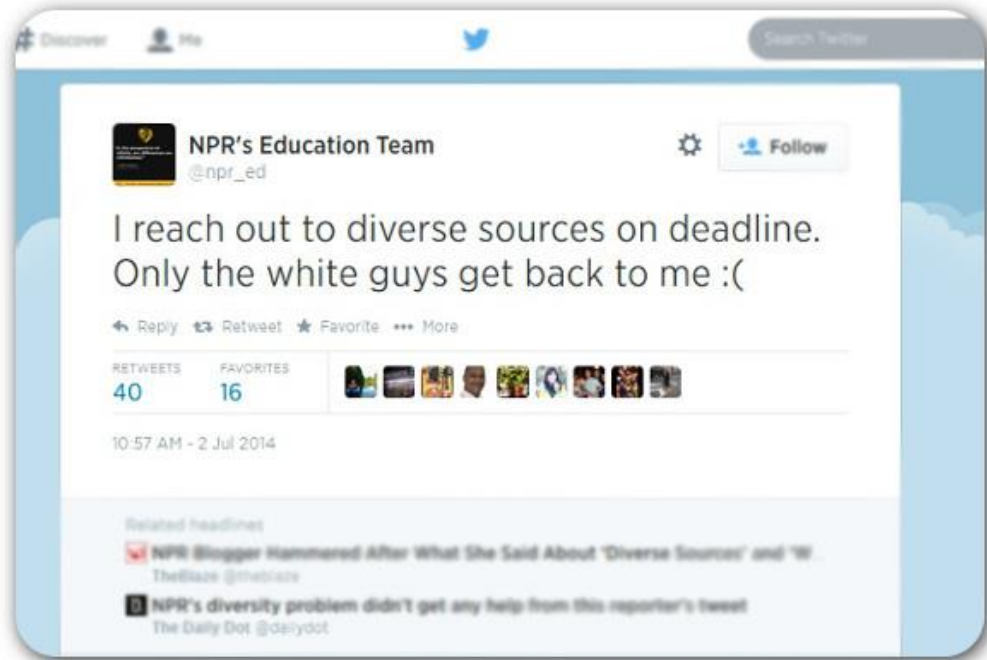 # Discover Me Search Twitter
NPR's Education Team
@npr_ed
Follow
I reach out to diverse sources on deadline.
Only the white guys get back to me :(
Reply Retweet Favorite More
RETWEETS FAVORITES
40 16
10:57 AM - 2 Jul 2014
Related headlines
NPR Blogger Hammered After What She Said About 'Diverse Sources' and 'W...
TheBlaze @theblaze
NPR's diversity problem didn't get any help from this reporter's tweet
The Daily Dot @dailydot